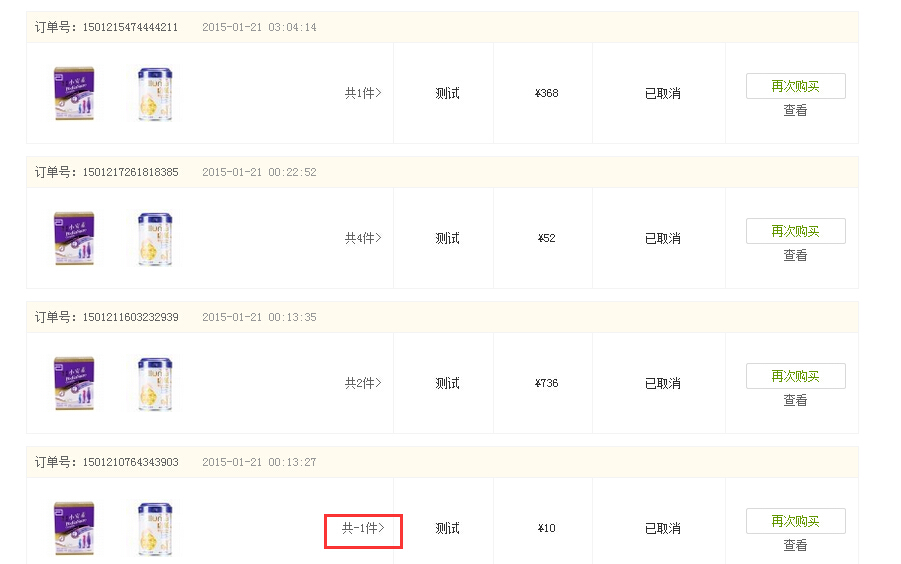 订单号：1501215474444211 2015-01-21 03:04:14
共1件> 测试 ¥368 已取消 再次购买
查看
订单号：1501217261818385 2015-01-21 00:22:52
共4件> 测试 ¥52 已取消 再次购买
查看
订单号：1501211603232939 2015-01-21 00:13:35
共2件> 测试 ¥736 已取消 再次购买
查看
订单号：1501210764343903 2015-01-21 00:13:27
共-1件> 测试 ¥10 已取消 再次购买
查看